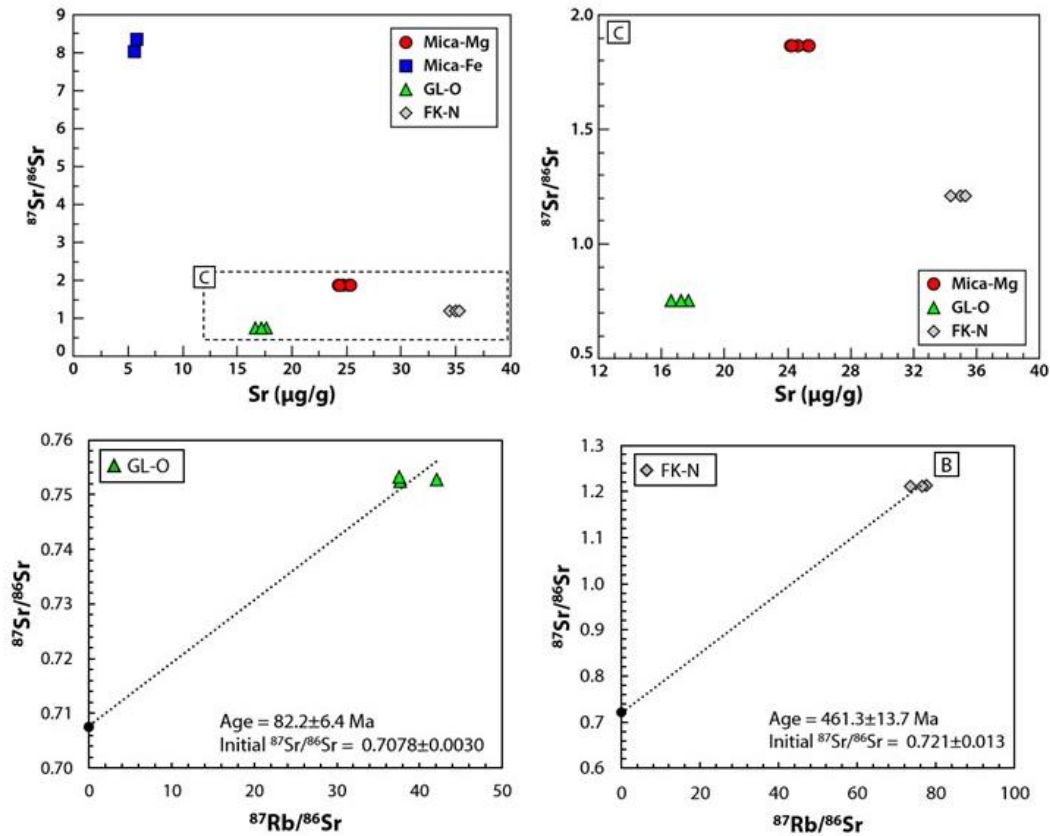 9
8
7
6
5
4
3
2
1
0
⁸⁷Sr/⁸⁶Sr
Mica-Mg
Mica-Fe
GL-O
FK-N
C
0 5 10 15 20 25 30 35 40
Sr (µg/g)
2.0
1.5
1.0
0.5
⁸⁷Sr/⁸⁶Sr
C
Mica-Mg
GL-O
FK-N
12 16 20 24 28 32 36 40
Sr (µg/g)
0.76
0.75
0.74
0.73
0.72
0.71
0.70
⁸⁷Sr/⁸⁶Sr
GL-O
Age = 82.2±6.4 Ma
Initial ⁸⁷Sr/⁸⁶Sr = 0.7078±0.0030
0 10 20 30 40 50
⁸⁷Rb/⁸⁶Sr
1.3
1.2
1.1
1.0
0.9
0.8
0.7
0.6
⁸⁷Sr/⁸⁶Sr
FK-N
B
Age = 461.3±13.7 Ma
Initial ⁸⁷Sr/⁸⁶Sr = 0.721±0.013
0 20 40 60 80 100
⁸⁷Rb/⁸⁶Sr